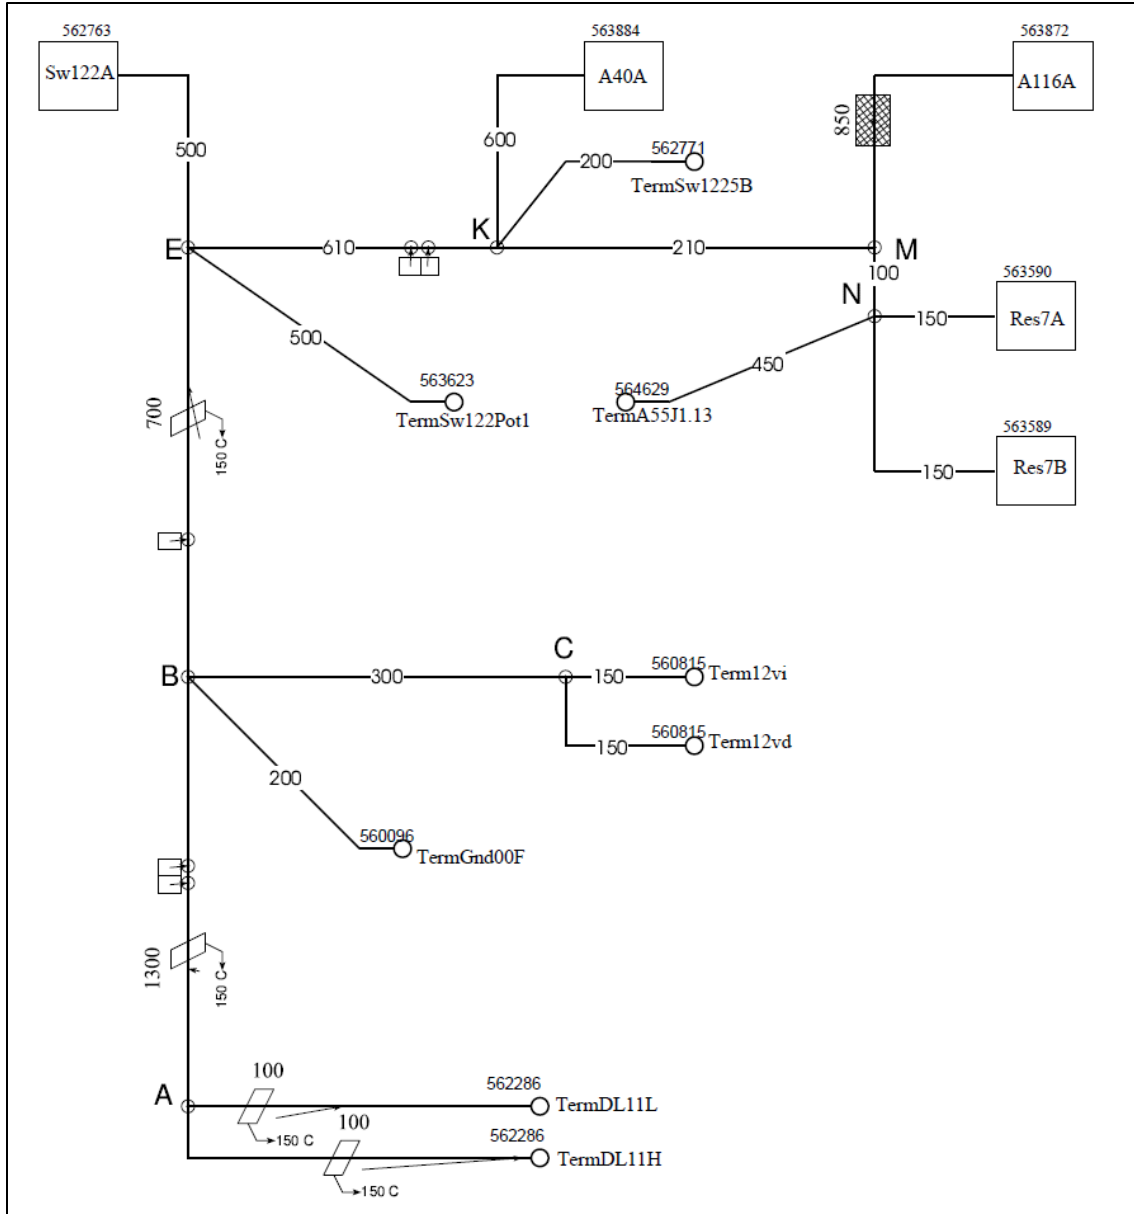 562763
563884
563872
Sw122A
A40A
A116A
850
500
600
200
562771
TermSw1225B
K
E
610
210
M
100
N
563590
150
Res7A
500
450
563623
564629
TermSw122Pot1
TermA55J1.13
700
150 C
563589
150
Res7B
B
300
C
150
560815
Term12vi
150
560815
Term12vd
200
560096
TermGnd00F
1300
150 C
A
100
562286
TermDL11L
100
150 C
562286
TermDL11H
150 C